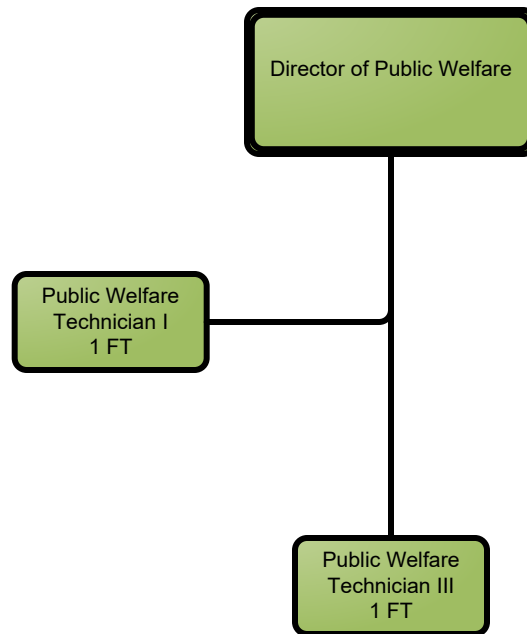 Director of Public Welfare
Public Welfare
Technician I
1 FT
Public Welfare
Technician III
1 FT